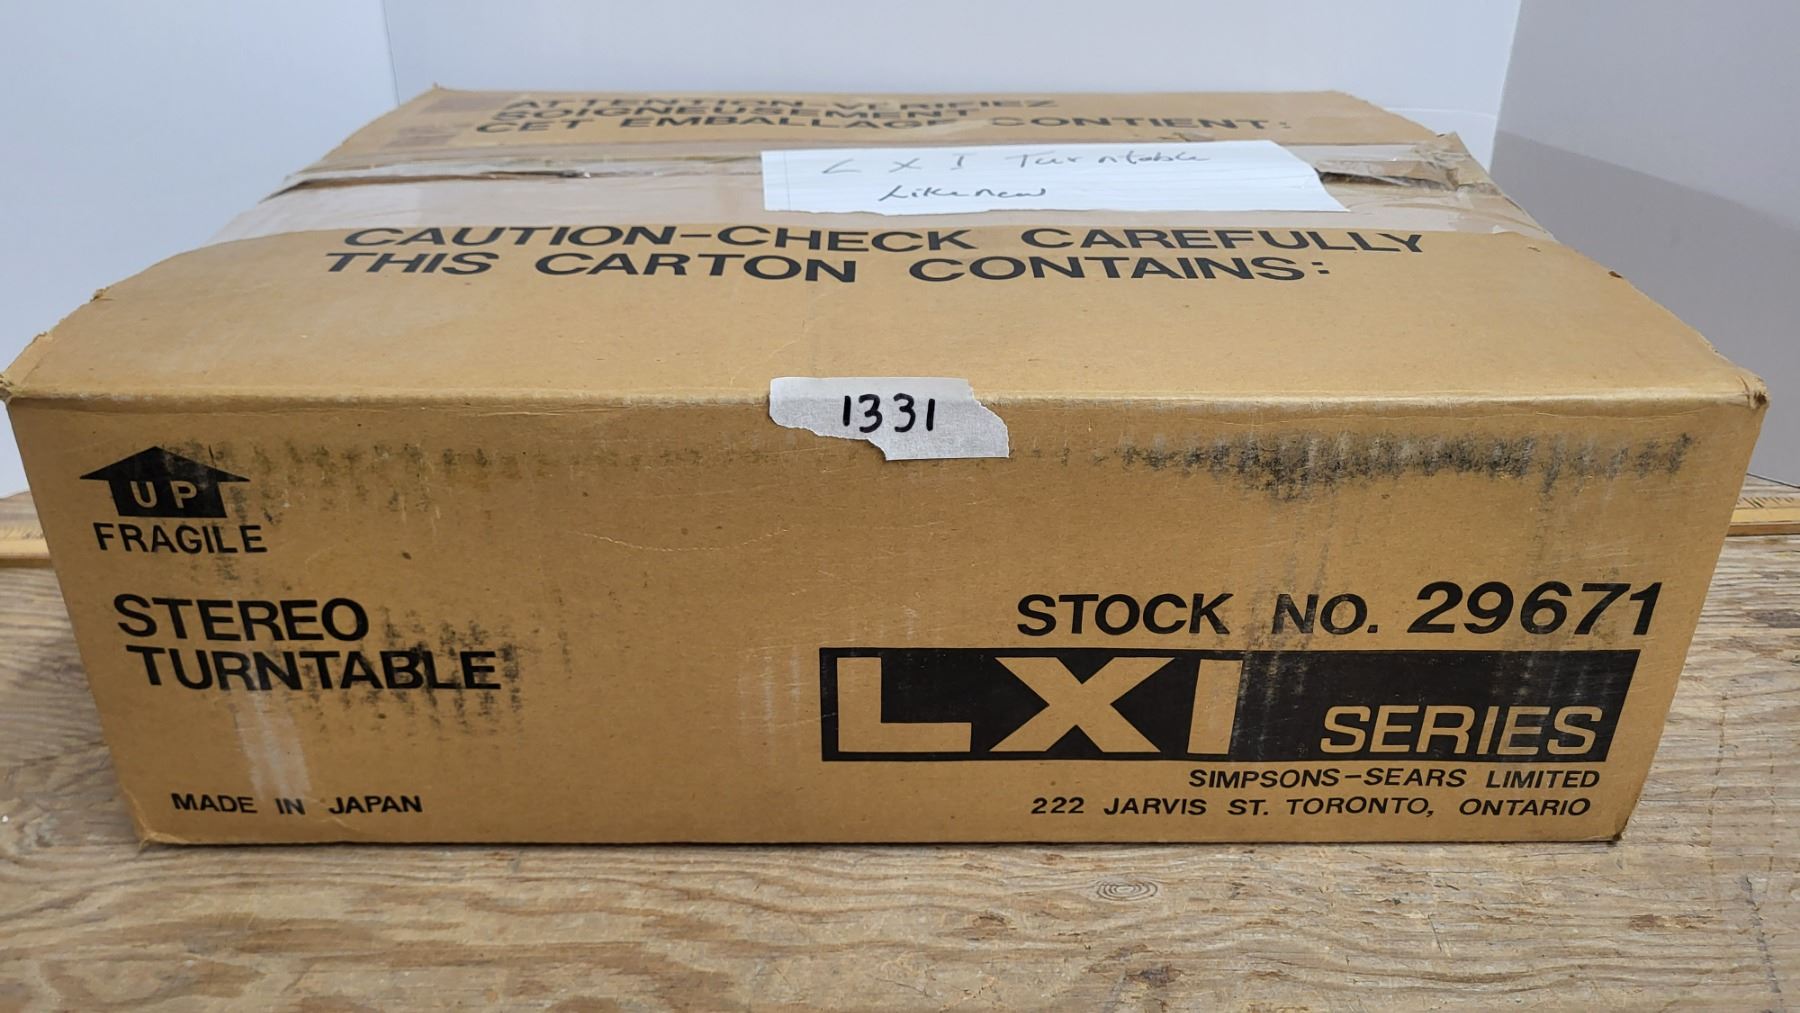 ATTENTION-VERIFIEZ
SOIGNEUSEMENT
CET EMBALLAGE CONTIENT:
L X I Turntable
Like new
CAUTION-CHECK CAREFULLY
THIS CARTON CONTAINS:
1331
UP
FRAGILE
STEREO
TURNTABLE
MADE IN JAPAN
STOCK NO. 29671
LXI SERIES
SIMPSONS-SEARS LIMITED
222 JARVIS ST. TORONTO, ONTARIO